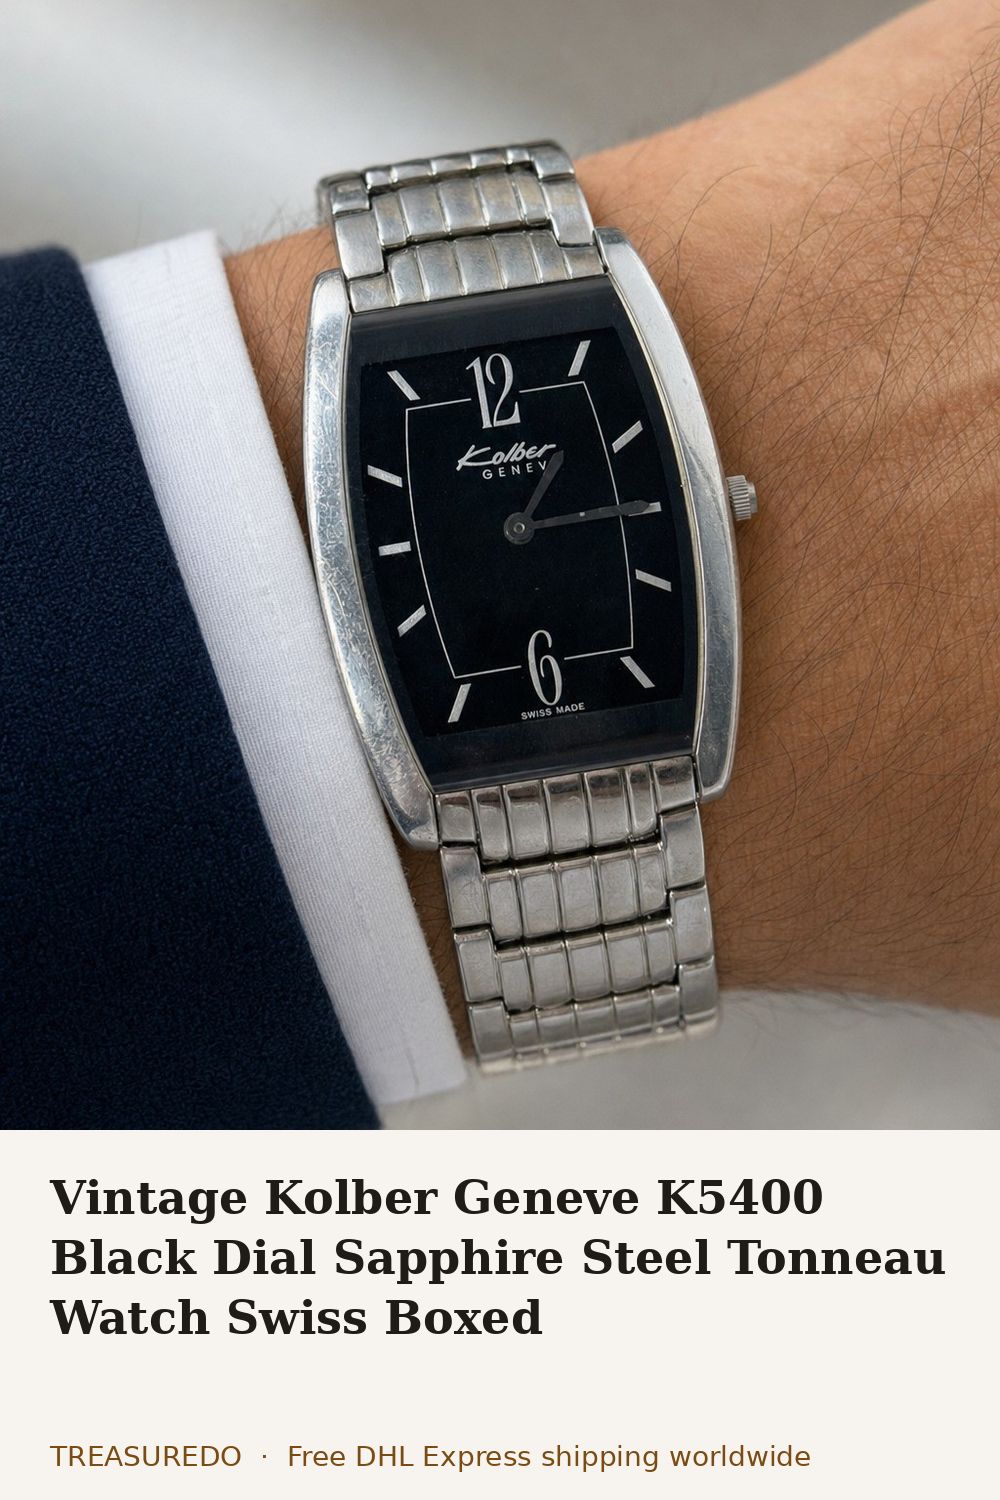 12
Kolber
GENEV
6
SWISS MADE
Vintage Kolber Geneve K5400
Black Dial Sapphire Steel Tonneau
Watch Swiss Boxed
TREASUREDO · Free DHL Express shipping worldwide